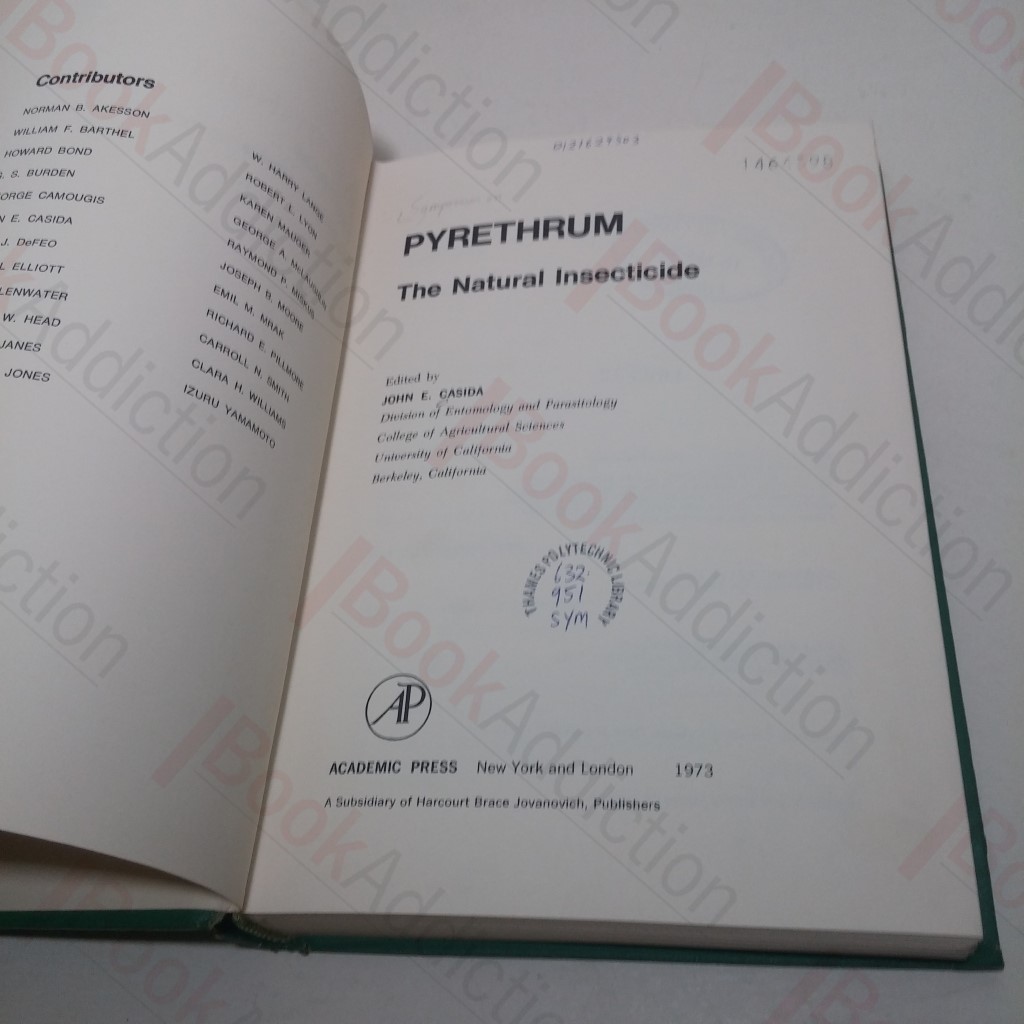 Contributors
NORMAN B. AKESSON
WILLIAM F. BARTHEL
HOWARD BOND
. S. BURDEN
ORGE CAMOUGIS
N E. CASIDA
J. DeFEO
L ELLIOTT
LENWATER
W. HEAD
JANES
JONES
W. HARRY LANGE
ROBERT L. LYON
KAREN MAUGER
GEORGE A. McLAUGHLIN
RAYMOND P. MISKUS
JOSEPH B. MOORE
EMIL M. MRAK
RICHARD E. PILLMORE
CARROLL N. SMITH
CLARA H. WILLIAMS
IZURU YAMAMOTO
PYRETHRUM
The Natural Insecticide
Edited by
JOHN E. CASIDA
Division of Entomology and Parasitology
College of Agricultural Sciences
University of California
Berkeley, California
THAMES POLYTECHNIC LIBRARY
632
951
SYM
AP
ACADEMIC PRESS New York and London 1973
A Subsidiary of Harcourt Brace Jovanovich, Publishers
BookAddiction